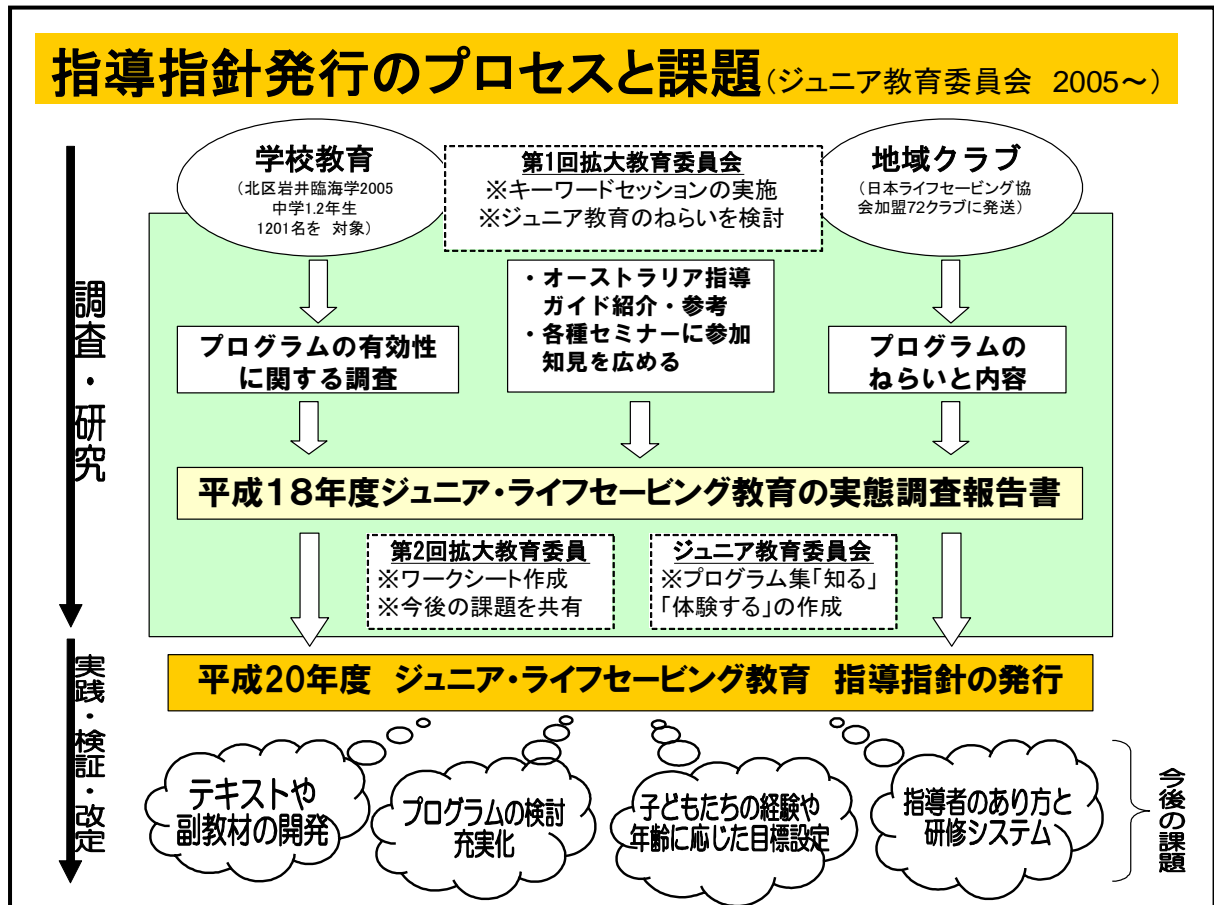 指導指針発行のプロセスと課題(ジュニア教育委員会 2005～)
学校教育
(北区岩井臨海学2005
中学1.2年生
1201名を 対象)
第1回拡大教育委員会
※キーワードセッションの実施
※ジュニア教育のねらいを検討
地域クラブ
(日本ライフセービング協
会加盟72クラブに発送)
調査・研究
・オーストラリア指導
ガイド紹介・参考
・各種セミナーに参加
知見を広める
プログラムの有効性
に関する調査
プログラムの
ねらいと内容
平成18年度ジュニア・ライフセービング教育の実態調査報告書
第2回拡大教育委員
※ワークシート作成
※今後の課題を共有
ジュニア教育委員会
※プログラム集「知る」
「体験する」の作成
実践・検証・改定
平成20年度 ジュニア・ライフセービング教育 指導指針の発行
テキストや
副教材の開発
プログラムの検討
充実化
子どもたちの経験や
年齢に応じた目標設定
指導者のあり方と
研修システム
今後の課題